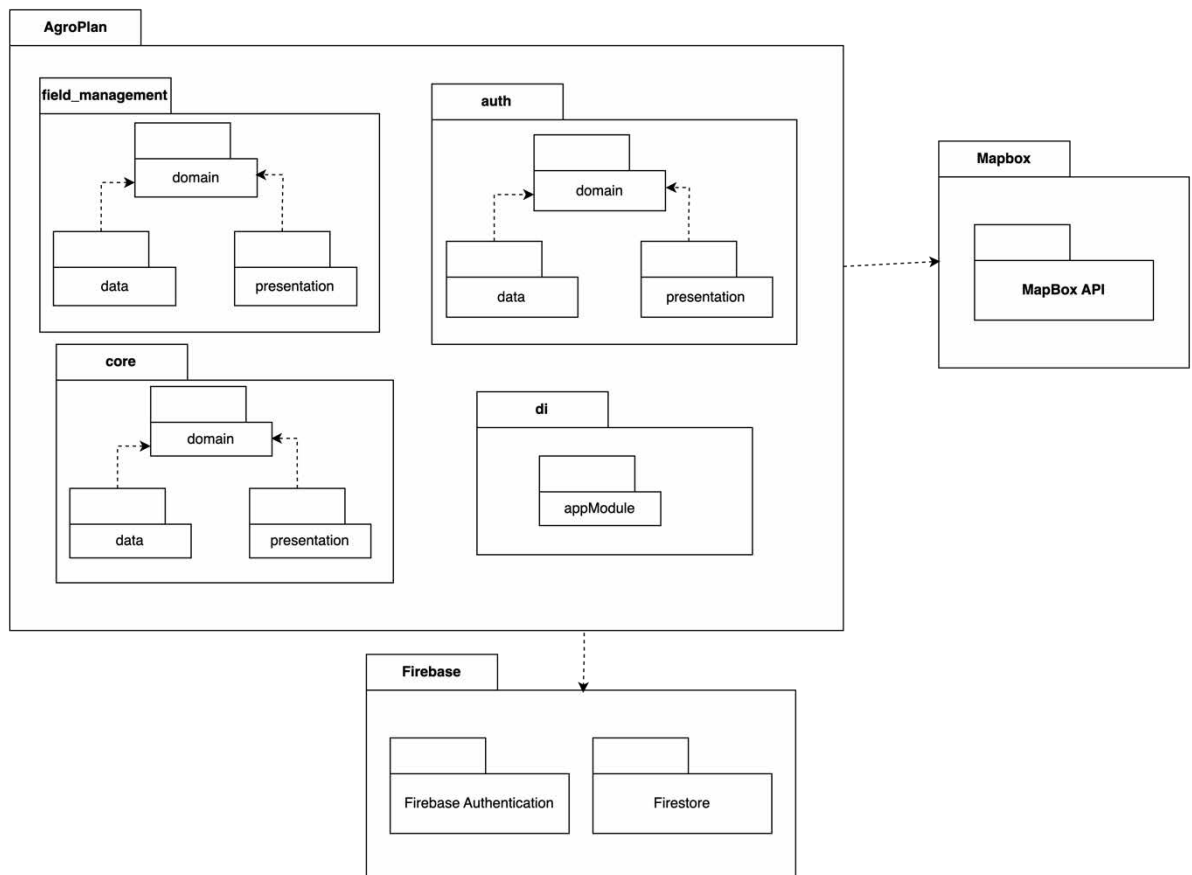 AgroPlan
field_management
domain
data
presentation
auth
domain
data
presentation
core
domain
data
presentation
di
appModule
Mapbox
MapBox API
Firebase
Firebase Authentication
Firestore